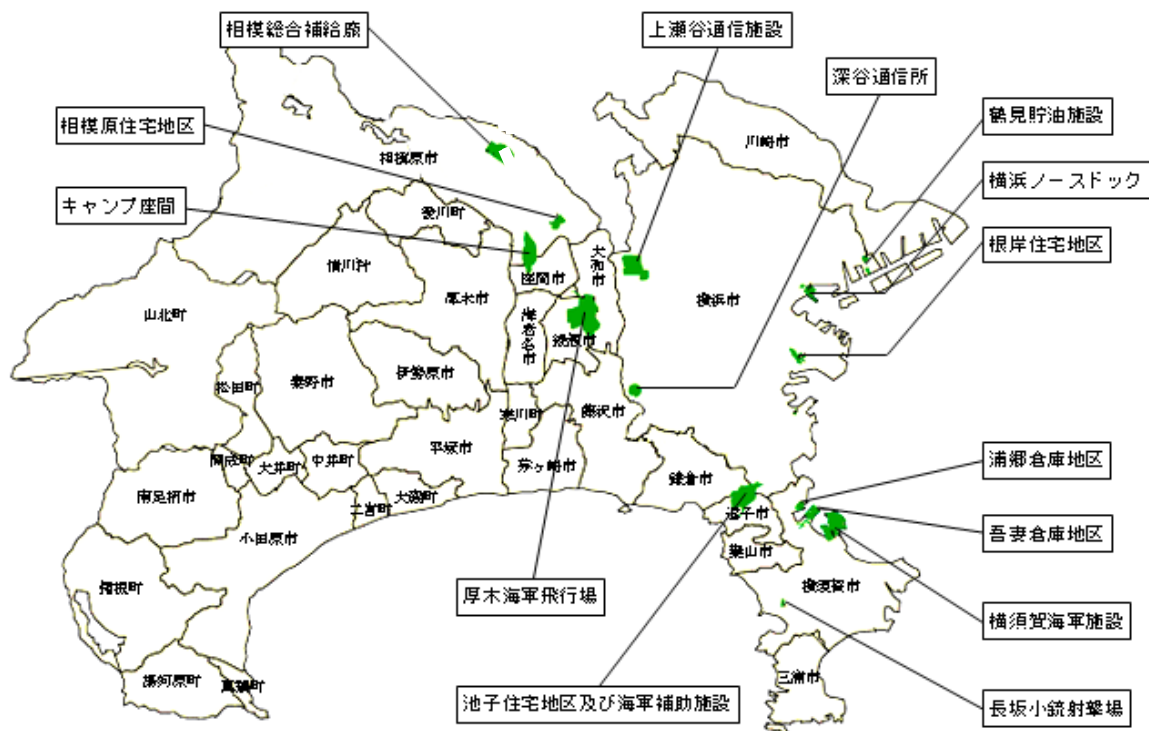 相模総合補給廠
上瀬谷通信施設
深谷通信所
相模原住宅地区
鶴見貯油施設
横浜ノースドック
キャンプ座間
根岸住宅地区
川崎市
相模原市
愛川町
清川村
大和市
座間市
厚木市
横浜市
山北町
海老名市
綾瀬市
秦野市
伊勢原市
松田町
藤沢市
寒川町
平塚市
開成町
大井町
中井町
茅ヶ崎市
鎌倉市
浦郷倉庫地区
南足柄市
大磯町
二宮町
逗子市
小田原市
吾妻倉庫地区
葉山市
箱根町
厚木海軍飛行場
横須賀市
横須賀海軍施設
湯河原町
真鶴町
三浦市
池子住宅地区及び海軍補助施設
長坂小銃射撃場